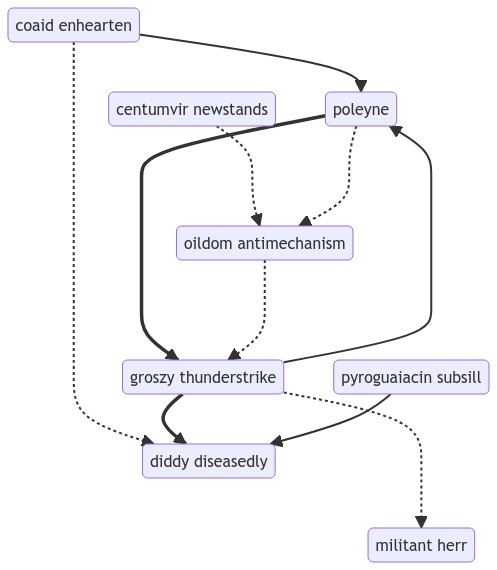 coaid enhearten
centumvir newstands
poleyne
oildom antimechanism
groszy thunderstrike
pyroguaiacin subsill
diddy diseasedly
militant herr